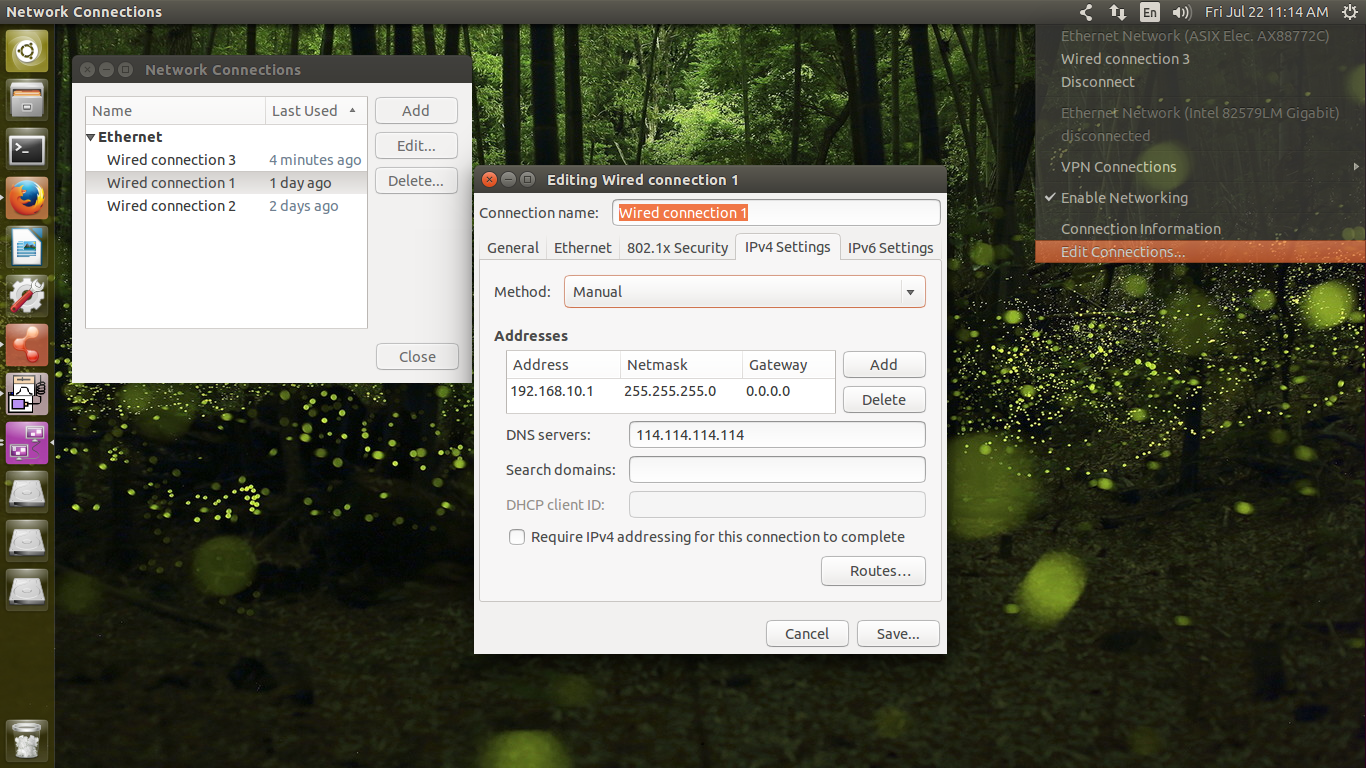 Network Connections
En
Fri Jul 22 11:14 AM
Ethernet Network (ASIX Elec. AX88772C)
Wired connection 3
Disconnect
Ethernet Network (Intel 82579LM Gigabit)
disconnected
VPN Connections
Enable Networking
Connection Information
Edit Connections...
Network Connections
Name Last Used
Ethernet
Wired connection 3 4 minutes ago
Wired connection 1 1 day ago
Wired connection 2 2 days ago
Add
Edit...
Delete...
Close
Editing Wired connection 1
Connection name: Wired connection 1
General Ethernet 802.1x Security IPv4 Settings IPv6 Settings
Method: Manual
Addresses
Address Netmask Gateway
192.168.10.1 255.255.255.0 0.0.0.0
Add
Delete
DNS servers: 114.114.114.114
Search domains:
DHCP client ID:
Require IPv4 addressing for this connection to complete
Routes…
Cancel Save...